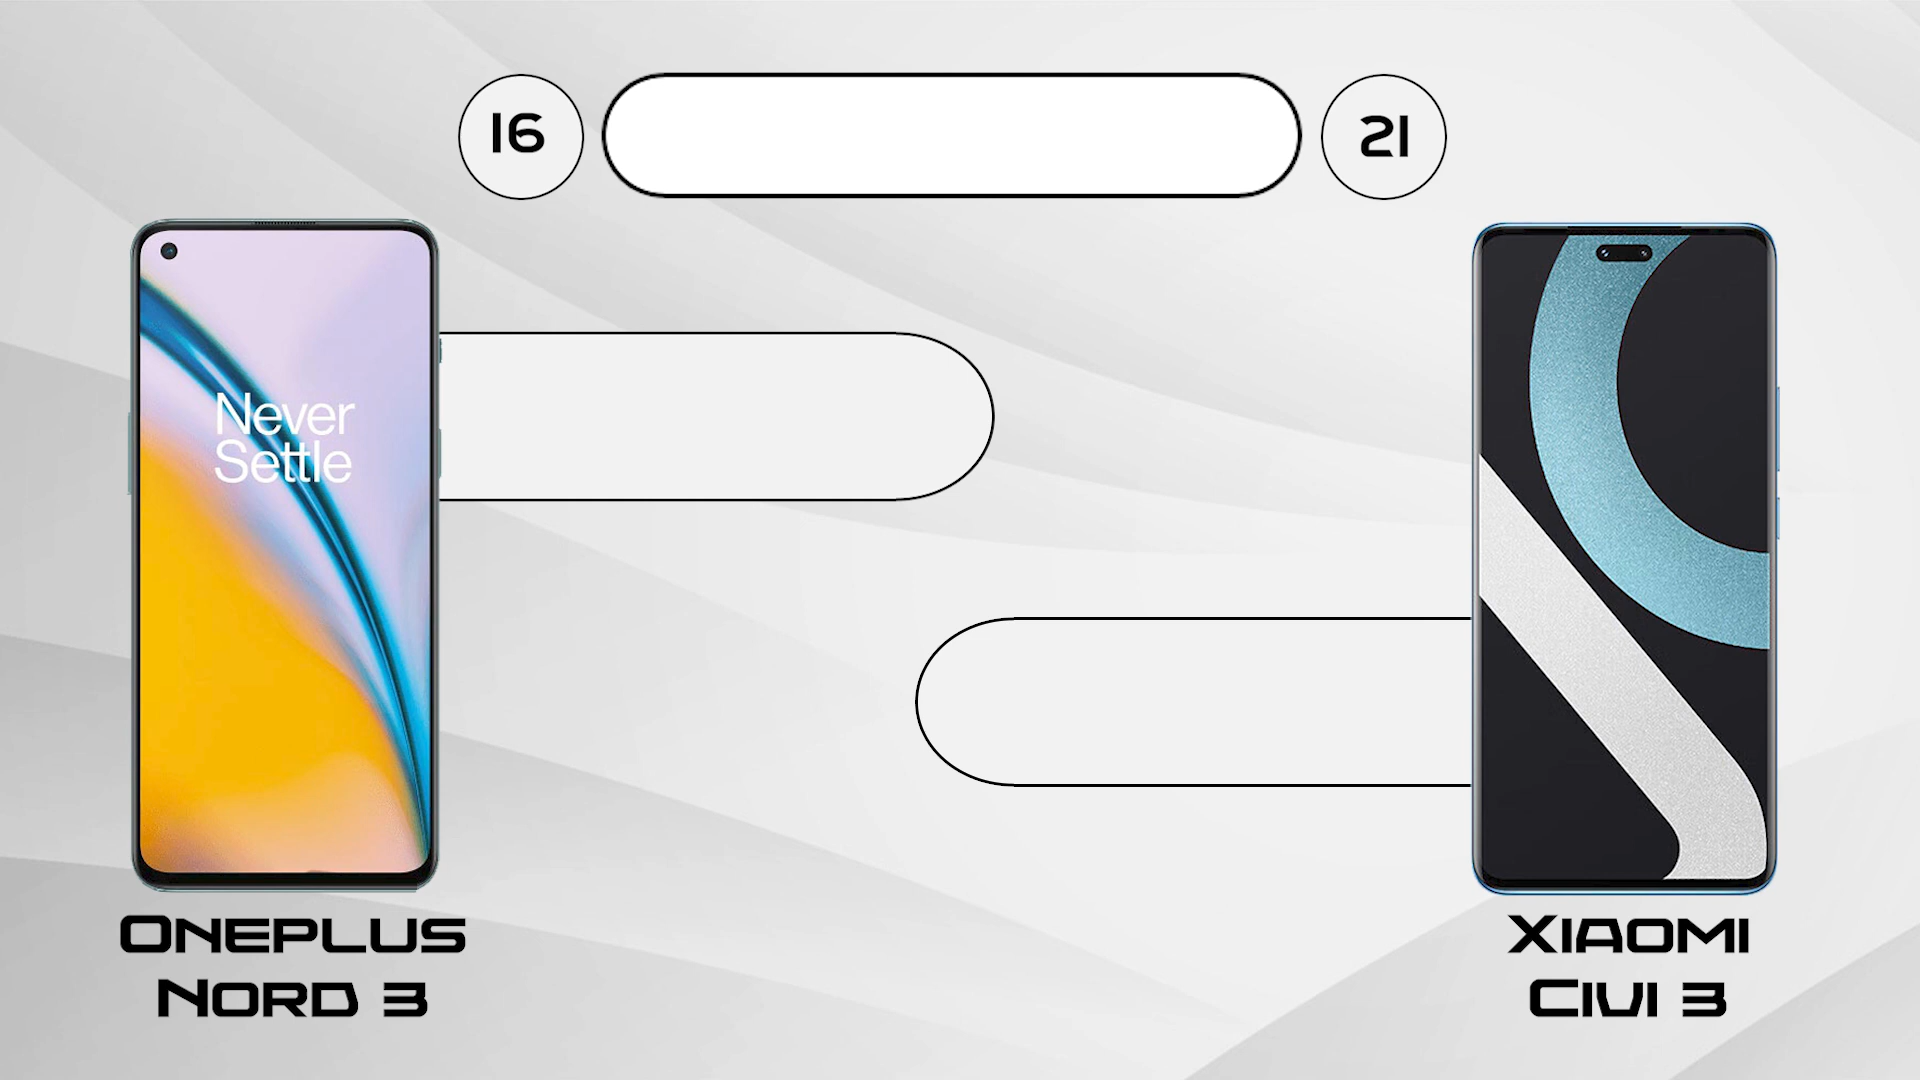 16
21
Never
Settle
ONEPLUS
NORD 3
XIAOMI
CIVI 3